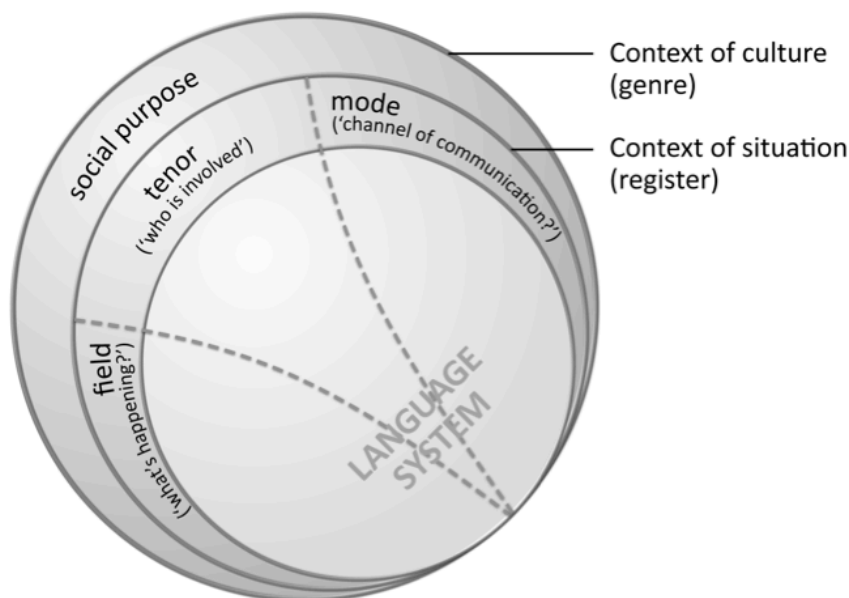 Context of culture
(genre)
Context of situation
(register)
social purpose
tenor
('who is involved')
mode
('channel of communication?')
field
('what's happening?')
LANGUAGE
SYSTEM